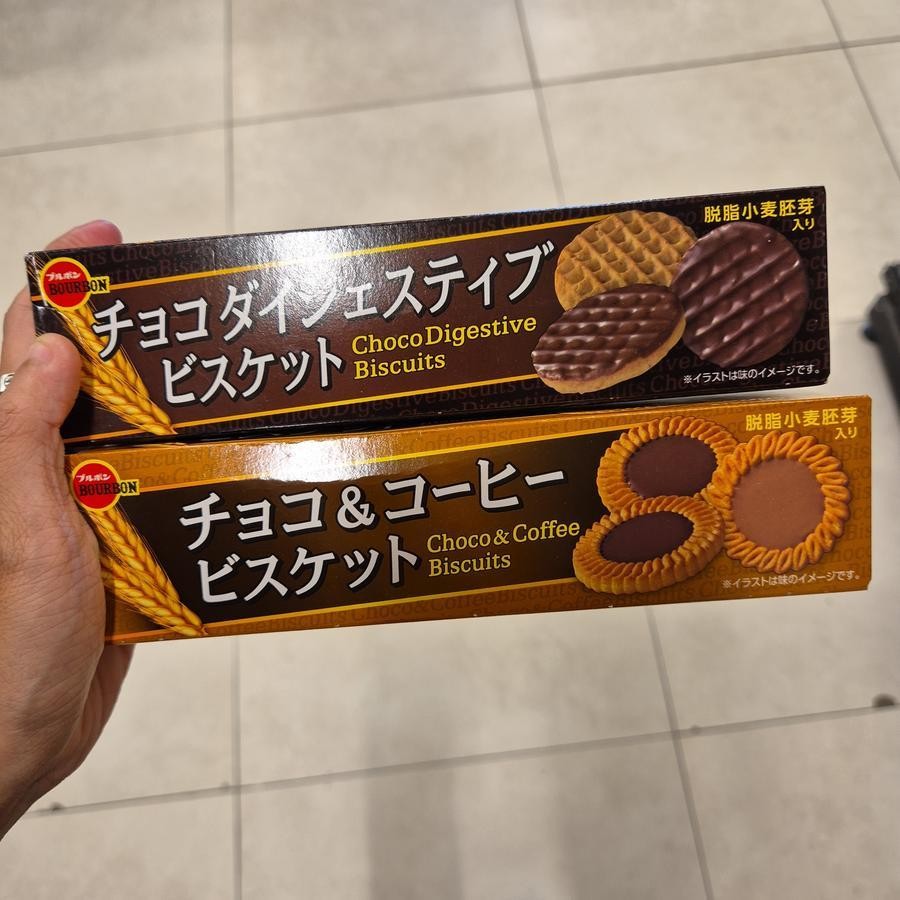 ブルボン
BOURBON
チョコダイジェスティブ
ビスケット
Choco Digestive
Biscuits
脱脂小麦胚芽
入り
※イラストは味のイメージです。
ブルボン
BOURBON
チョコ&コーヒー
ビスケット
Choco & Coffee
Biscuits
脱脂小麦胚芽
入り
※イラストは味のイメージです。